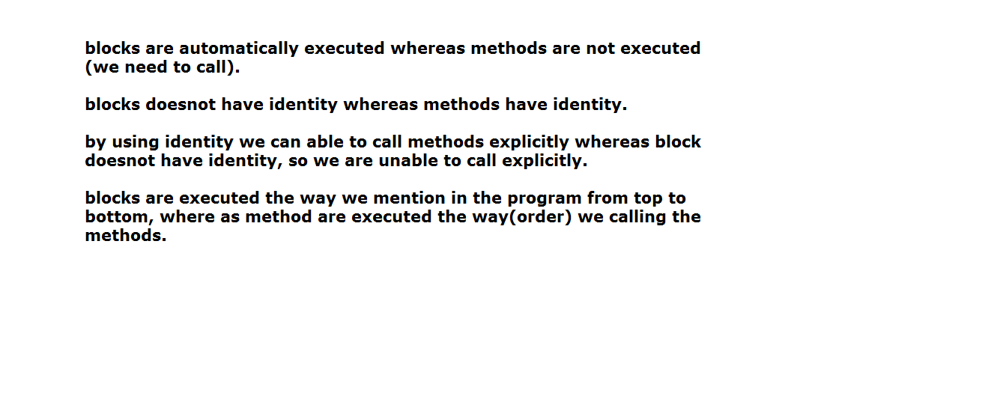 blocks are automatically executed whereas methods are not executed
(we need to call).
blocks doesnot have identity whereas methods have identity.
by using identity we can able to call methods explicitly whereas block
doesnot have identity, so we are unable to call explicitly.
blocks are executed the way we mention in the program from top to
bottom, where as method are executed the way(order) we calling the
methods.